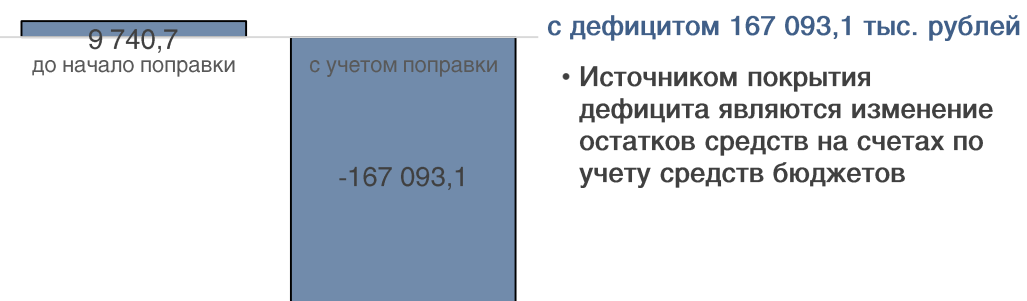 9 740,7
до начало поправки
с учетом поправки
-167 093,1
с дефицитом 167 093,1 тыс. рублей
• Источником покрытия
дефицита являются изменение
остатков средств на счетах по
учету средств бюджетов